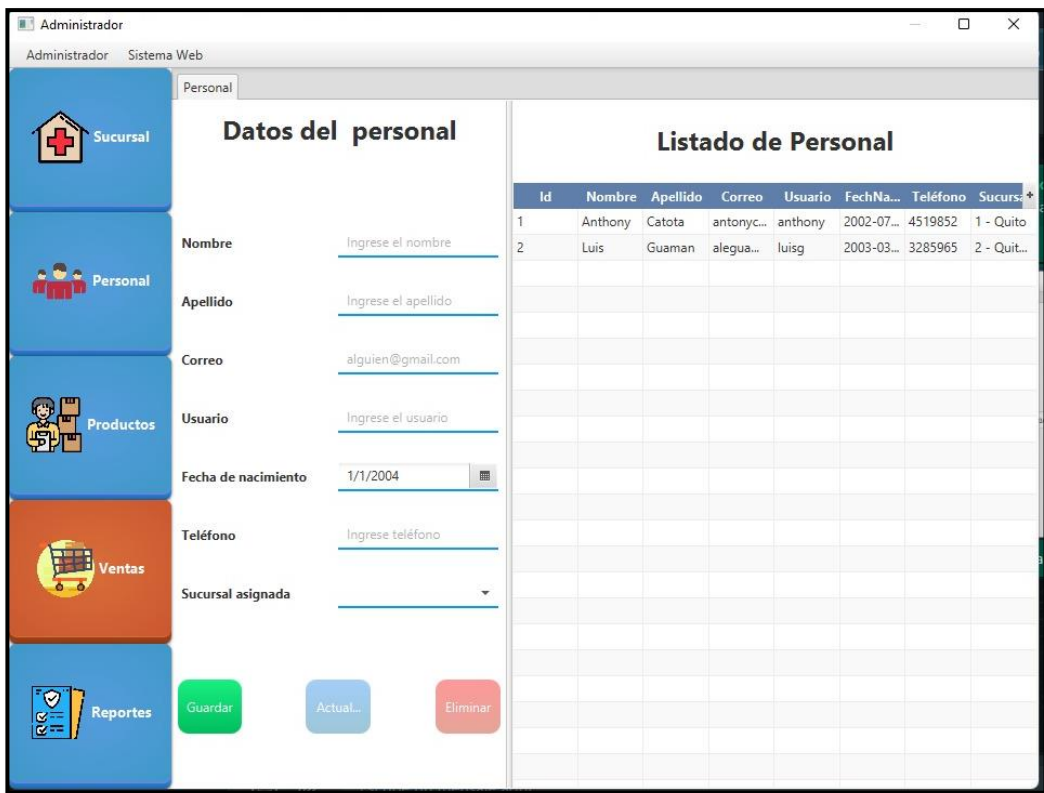 Administrador
Administrador Sistema Web
Sucursal
Personal
Productos
Ventas
Reportes
Personal
Datos del personal
Nombre Ingrese el nombre
Apellido Ingrese el apellido
Correo alguien@gmail.com
Usuario Ingrese el usuario
Fecha de nacimiento 1/1/2004
Teléfono Ingrese teléfono
Sucursal asignada
Guardar Actual... Eliminar
Listado de Personal
Id Nombre Apellido Correo Usuario FechNa... Teléfono Sucursa +
1 Anthony Catota antonyc... anthony 2002-07... 4519852 1 - Quito
2 Luis Guaman alegua... luisg 2003-03... 3285965 2 - Quit...